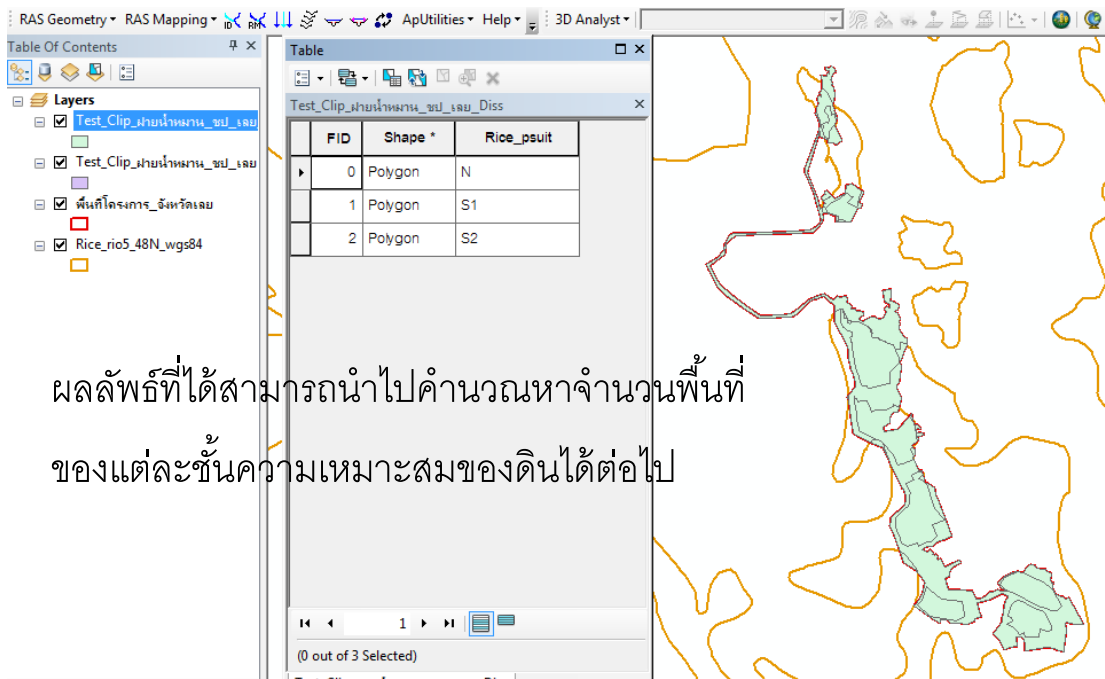 RAS Geometry RAS Mapping ID RAS ApUtilities Help 3D Analyst
Table Of Contents
Layers
Test_Clip_ฝายน้ำหมาน_ชป_เลย
Test_Clip_ฝายน้ำหมาน_ชป_เลย
พื้นที่โครงการ_จังหวัดเลย
Rice_rio5_48N_wgs84
Table
Test_Clip_ฝายน้ำหมาน_ชป_เลย_Diss
FID Shape * Rice_psuit
0 Polygon N
1 Polygon S1
2 Polygon S2
ผลลัพธ์ที่ได้สามารถนำไปคำนวณหาจำนวนพื้นที่
ของแต่ละชั้นความเหมาะสมของดินได้ต่อไป
1
(0 out of 3 Selected)